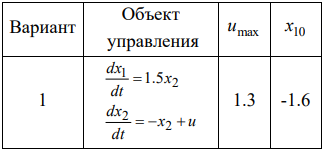 Вариант | Объект управления | u_max | x_10
1 | dx_1/dt = 1.5x_2
dx_2/dt = -x_2 + u | 1.3 | -1.6